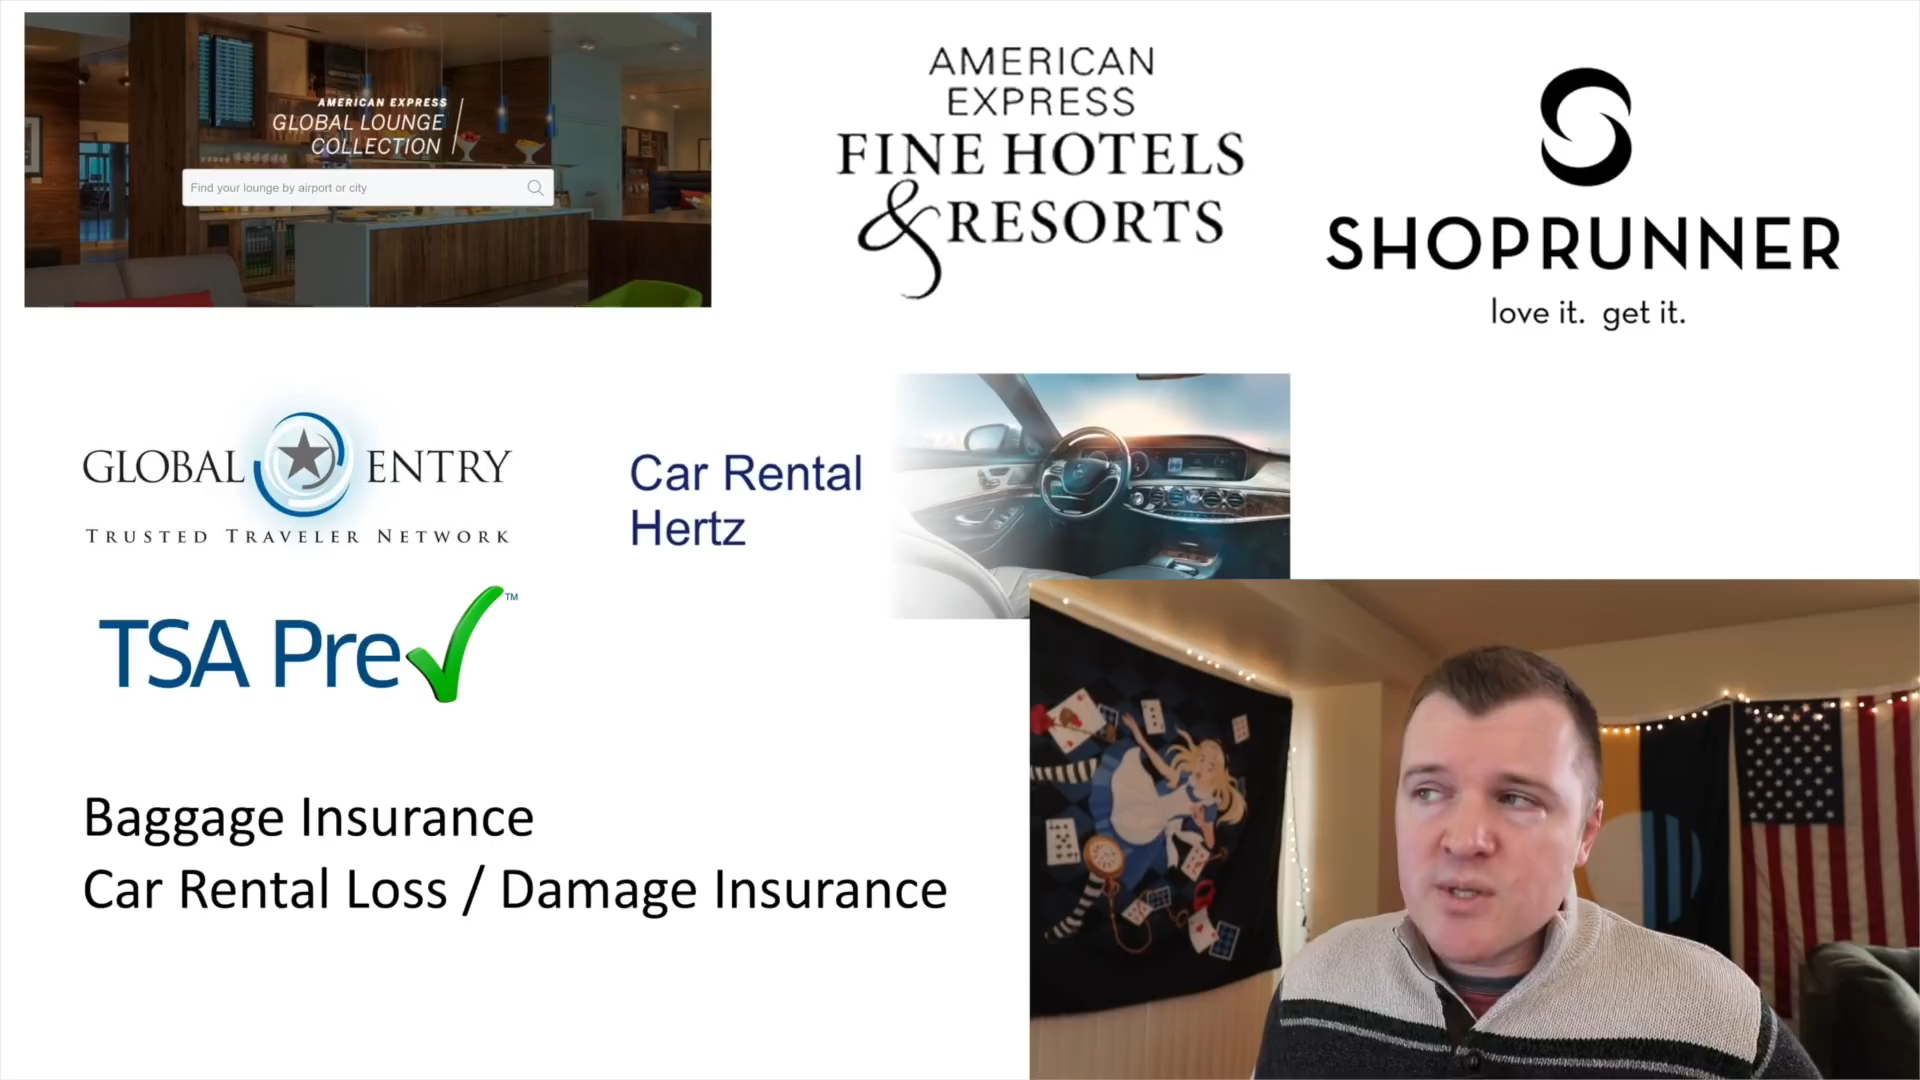 AMERICAN EXPRESS
GLOBAL LOUNGE
COLLECTION
Find your lounge by airport or city
AMERICAN
EXPRESS
FINE HOTELS
& RESORTS
SHOPRUNNER
love it. get it.
GLOBAL ENTRY
TRUSTED TRAVELER NETWORK
Car Rental
Hertz
TSA Pre✓™
Baggage Insurance
Car Rental Loss / Damage Insurance